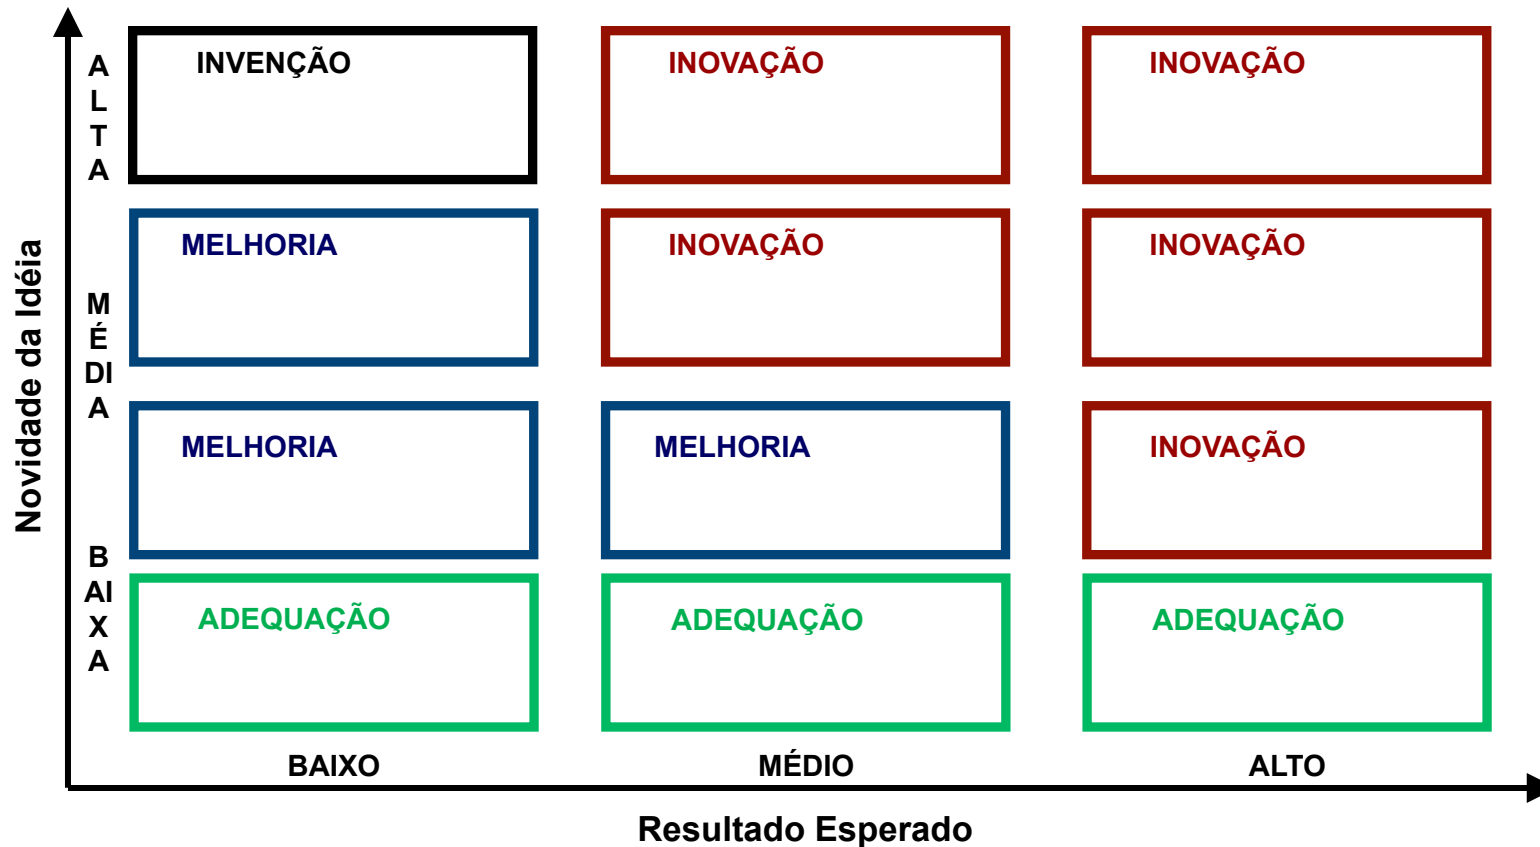 Novidade da Idéia
A
L
T
A
INVENÇÃO
INOVAÇÃO
INOVAÇÃO
M
É
DI
A
MELHORIA
INOVAÇÃO
INOVAÇÃO
MELHORIA
MELHORIA
INOVAÇÃO
B
AI
X
A
ADEQUAÇÃO
ADEQUAÇÃO
ADEQUAÇÃO
BAIXO
MÉDIO
ALTO
Resultado Esperado